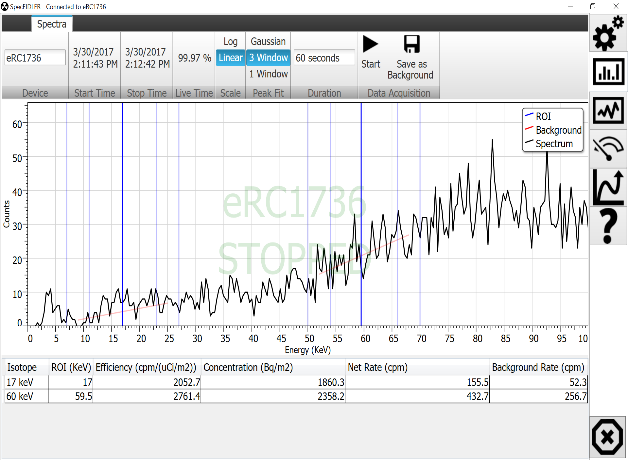 SpecFIDLER - Connected to eRC1736
Spectra
eRC1736
3/30/2017
2:11:43 PM
3/30/2017
2:12:42 PM
99.97 %
Log
Linear
Gaussian
3 Window
1 Window
60 seconds
Start
Save as
Background
Device
Start Time
Stop Time
Live Time
Scale
Peak Fit
Duration
Data Acquisition
ROI
Background
Spectrum
eRC1736
STOPPED
Counts
60
50
40
30
20
10
0
0 5 10 15 20 25 30 35 40 45 50 55 60 65 70 75 80 85 90 95 10
Energy (KeV)
Isotope ROI (KeV) Efficiency (cpm/(uCi/m2)) Concentration (Bq/m2) Net Rate (cpm) Background Rate (cpm)
17 keV 17 2052.7 1860.3 155.5 52.3
60 keV 59.5 2761.4 2358.2 432.7 256.7
?